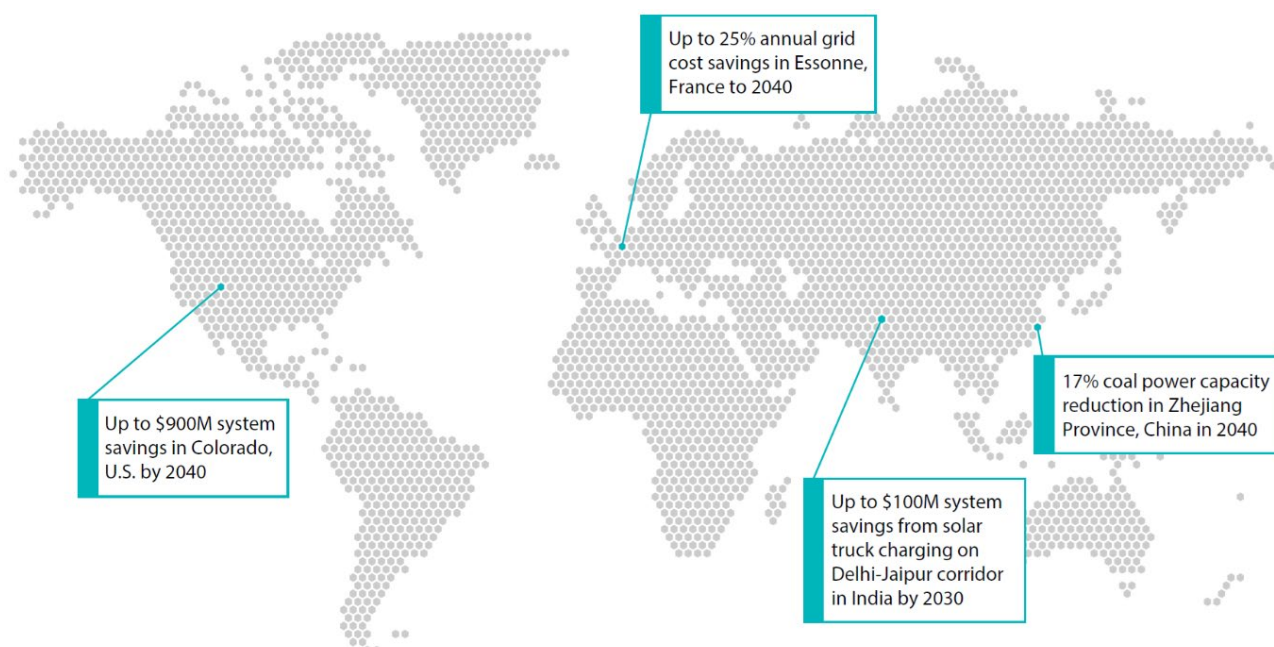 Up to 25% annual grid
cost savings in Essonne,
France to 2040
Up to $900M system
savings in Colorado,
U.S. by 2040
17% coal power capacity
reduction in Zhejiang
Province, China in 2040
Up to $100M system
savings from solar
truck charging on
Delhi-Jaipur corridor
in India by 2030